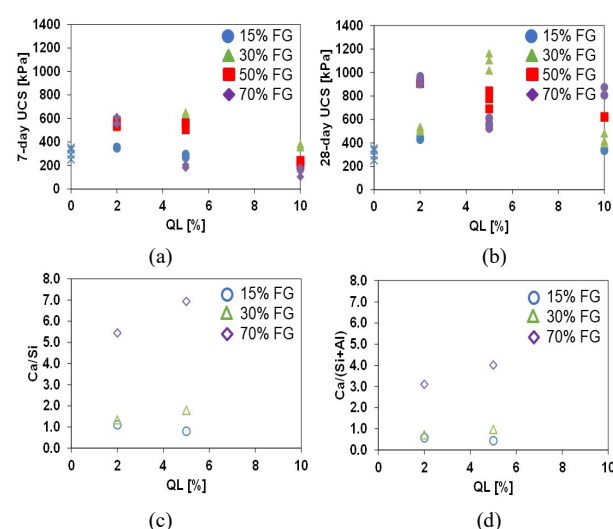 1400
1200
1000
800
600
400
200
0
7-day UCS [kPa]
15% FG
30% FG
50% FG
70% FG
0 2 4 6 8 10
QL [%]
(a)
1400
1200
1000
800
600
400
200
0
28-day UCS [kPa]
15% FG
30% FG
50% FG
70% FG
0 2 4 6 8 10
QL [%]
(b)
8.0
7.0
6.0
5.0
4.0
3.0
2.0
1.0
0.0
Ca/Si
15% FG
30% FG
70% FG
0 2 4 6 8 10
QL [%]
(c)
8.0
7.0
6.0
5.0
4.0
3.0
2.0
1.0
0.0
Ca/(Si+Al)
15% FG
30% FG
70% FG
0 2 4 6 8 10
QL [%]
(d)